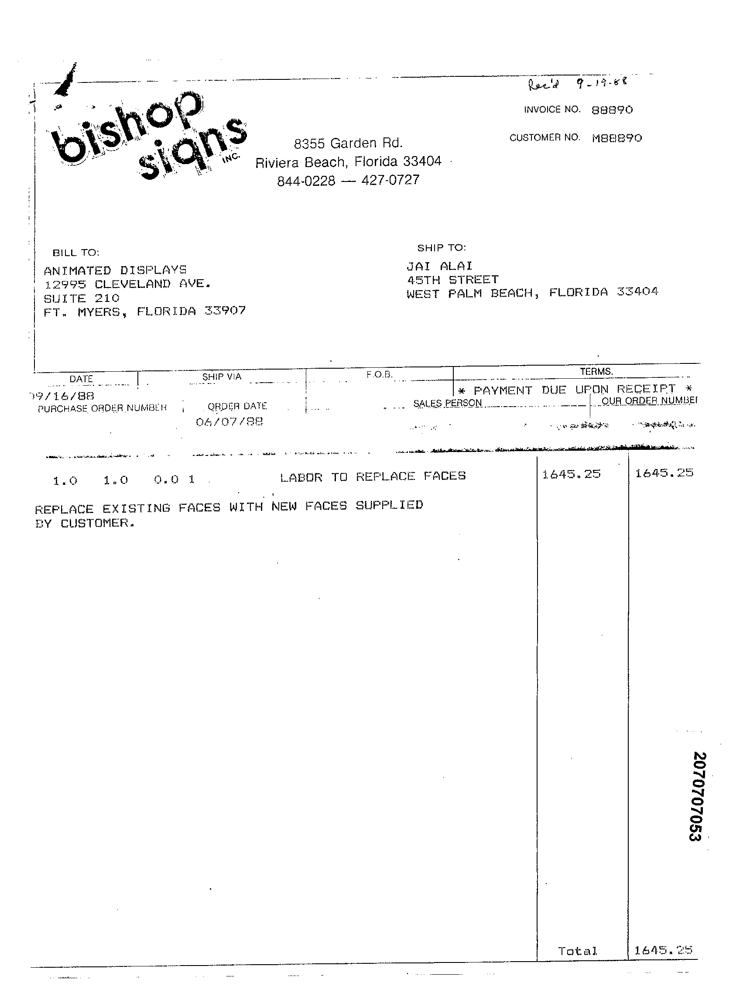 Rec'd 9-19-88
bishop
signs
INC.
INVOICE NO. 88890
CUSTOMER NO. M88890
8355 Garden Rd.
Riviera Beach, Florida 33404
844-0228 — 427-0727
BILL TO:
ANIMATED DISPLAYS
12995 CLEVELAND AVE.
SUITE 210
FT. MYERS, FLORIDA 33907
SHIP TO:
JAI ALAI
45TH STREET
WEST PALM BEACH, FLORIDA 33404
DATE SHIP VIA F.O.B. TERMS.
09/16/88 * PAYMENT DUE UPON RECEIPT *
PURCHASE ORDER NUMBER ORDER DATE SALES PERSON OUR ORDER NUMBER
06/07/88
1.0 1.0 0.0 1 LABOR TO REPLACE FACES 1645.25 1645.25
REPLACE EXISTING FACES WITH NEW FACES SUPPLIED
BY CUSTOMER.
2070707053
Total 1645.25